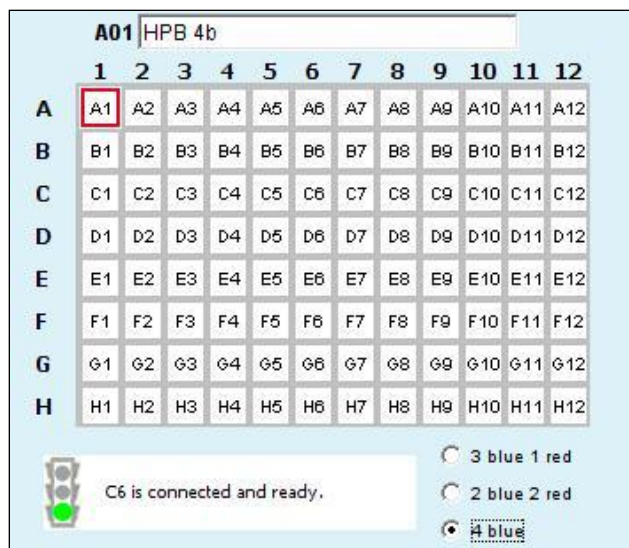 A01 HPB 4b
1 2 3 4 5 6 7 8 9 10 11 12
A A1 A2 A3 A4 A5 A6 A7 A8 A9 A10 A11 A12
B B1 B2 B3 B4 B5 B6 B7 B8 B9 B10 B11 B12
C C1 C2 C3 C4 C5 C6 C7 C8 C9 C10 C11 C12
D D1 D2 D3 D4 D5 D6 D7 D8 D9 D10 D11 D12
E E1 E2 E3 E4 E5 E6 E7 E8 E9 E10 E11 E12
F F1 F2 F3 F4 F5 F6 F7 F8 F9 F10 F11 F12
G G1 G2 G3 G4 G5 G6 G7 G8 G9 G10 G11 G12
H H1 H2 H3 H4 H5 H6 H7 H8 H9 H10 H11 H12
C6 is connected and ready.
3 blue 1 red
2 blue 2 red
4 blue